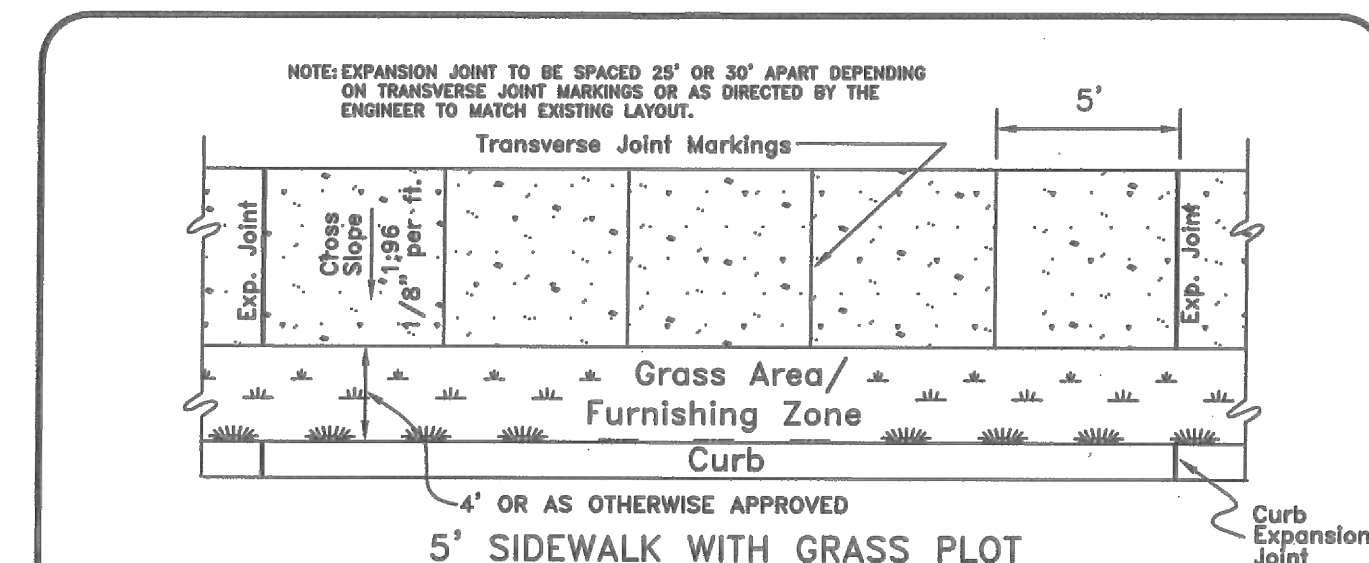 NOTE: EXPANSION JOINT TO BE SPACED 25' OR 30' APART DEPENDING
ON TRANSVERSE JOINT MARKINGS OR AS DIRECTED BY THE
ENGINEER TO MATCH EXISTING LAYOUT.
5'
Transverse Joint Markings
Exp. Joint
Cross
Slope
1:96
1/8" per ft.
Exp. Joint
Grass Area/
Furnishing Zone
Curb
4' OR AS OTHERWISE APPROVED
5' SIDEWALK WITH GRASS PLOT
Curb
Expansion
Joint